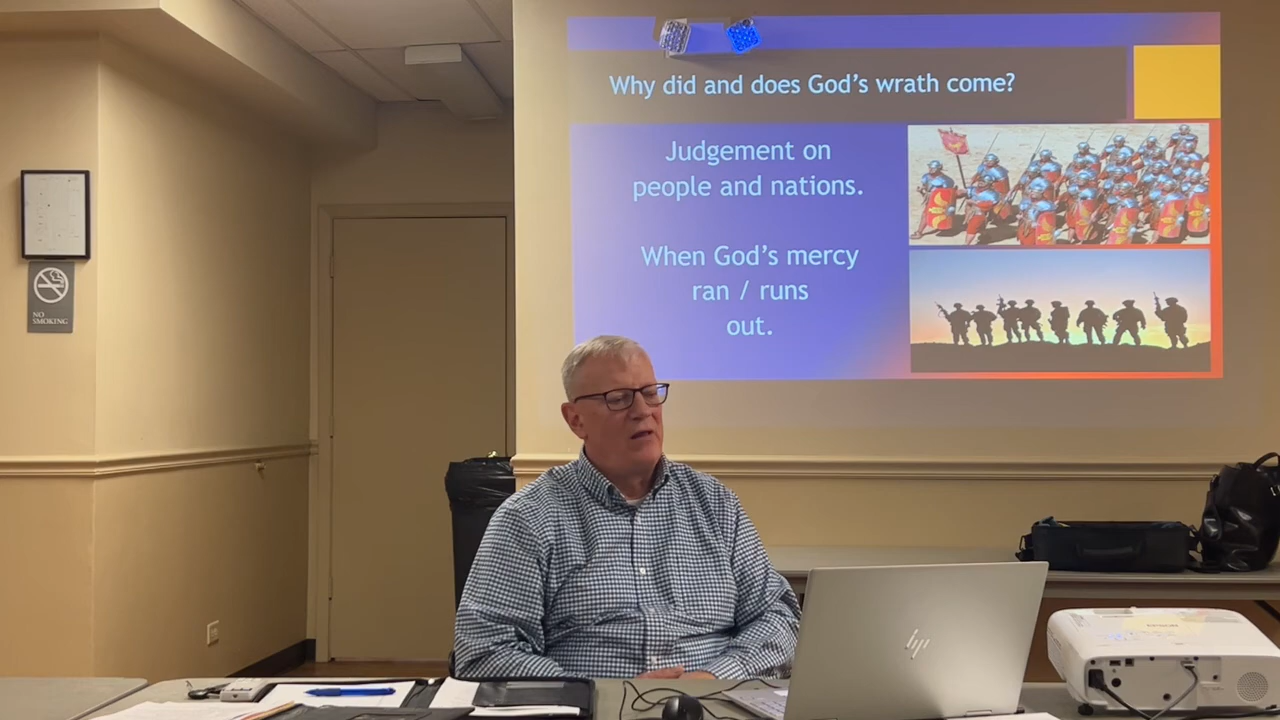 Why did and does God's wrath come?
Judgement on
people and nations.
When God's mercy
ran / runs
out.
NO
SMOKING
hp
EPSON